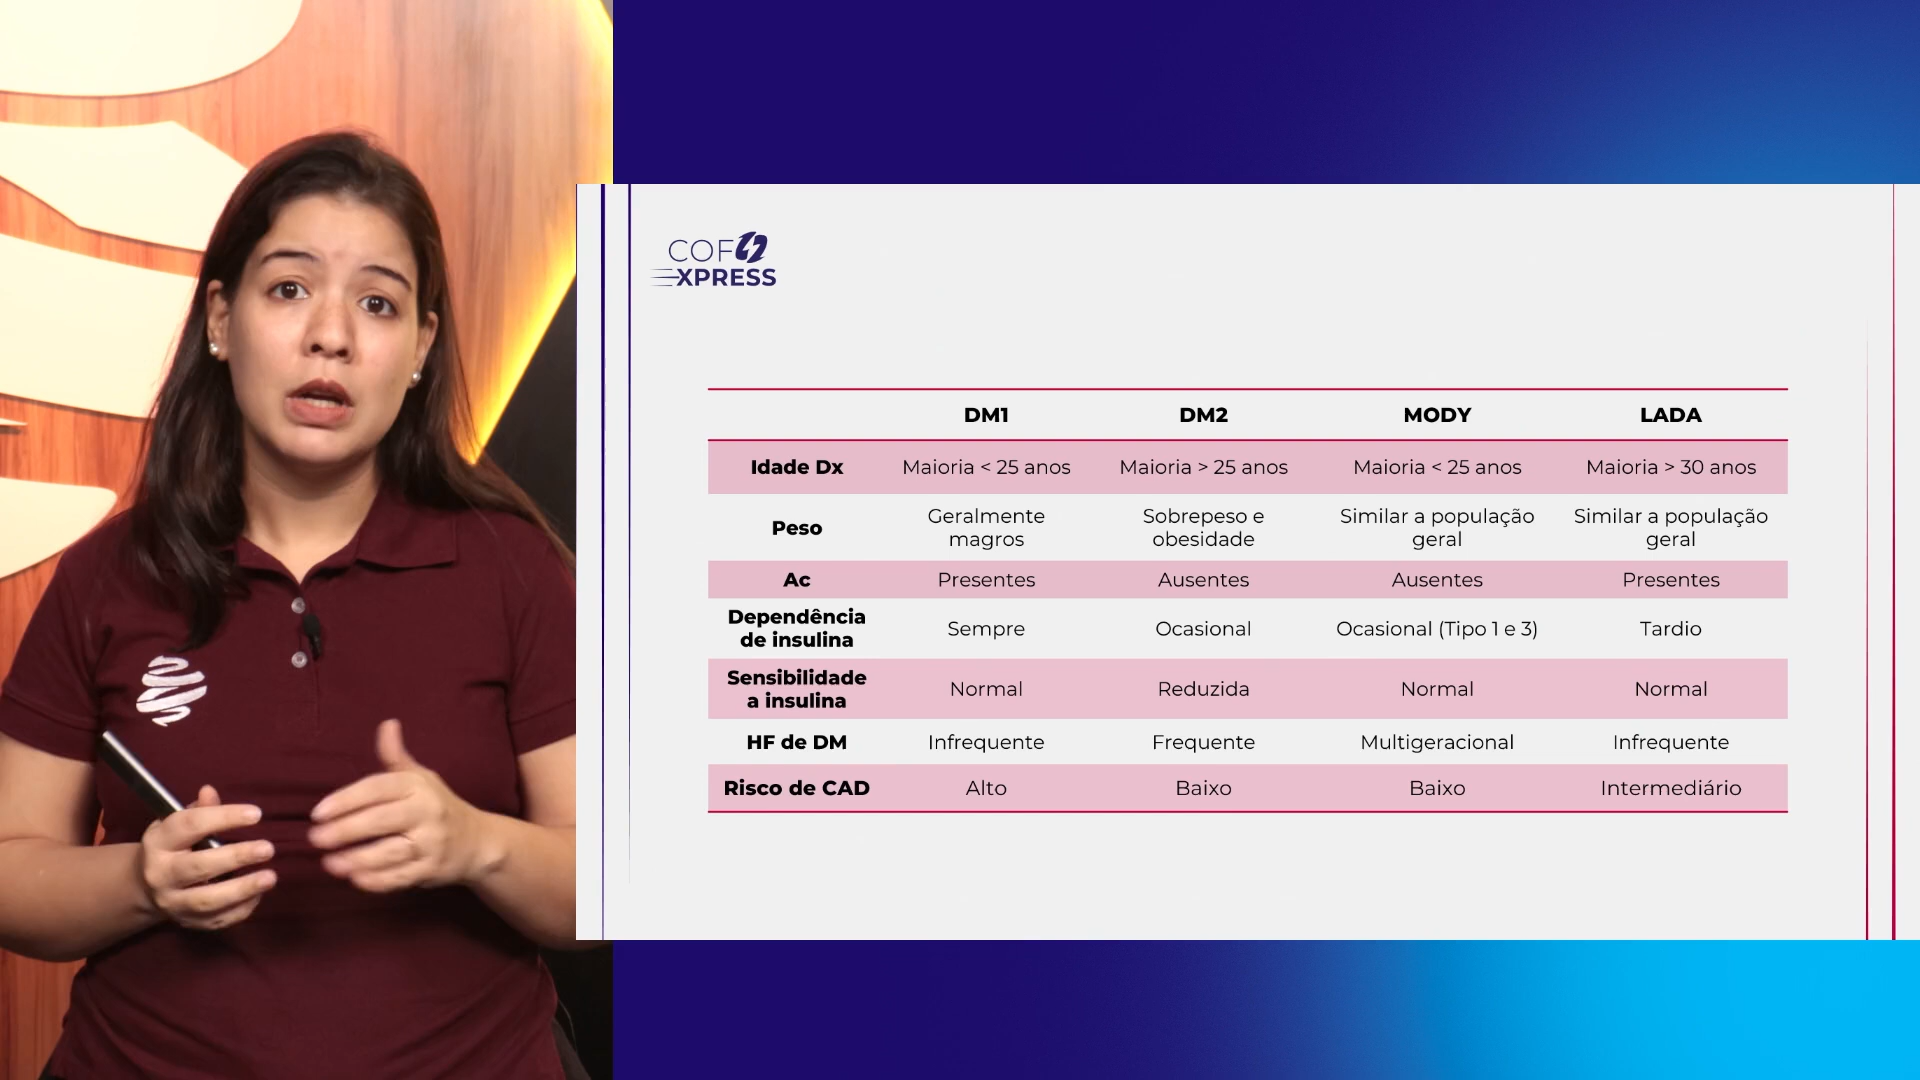 COF
XPRESS
DM1 DM2 MODY LADA
Idade Dx Maioria < 25 anos Maioria > 25 anos Maioria < 25 anos Maioria > 30 anos
Peso Geralmente magros Sobrepeso e obesidade Similar a população geral Similar a população geral
Ac Presentes Ausentes Ausentes Presentes
Dependência de insulina Sempre Ocasional Ocasional (Tipo 1 e 3) Tardio
Sensibilidade a insulina Normal Reduzida Normal Normal
HF de DM Infrequente Frequente Multigeracional Infrequente
Risco de CAD Alto Baixo Baixo Intermediário